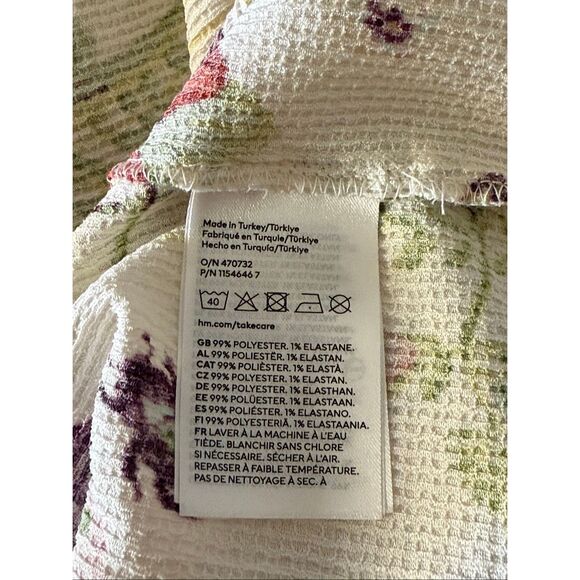 Made in Turkey/Türkiye
Fabriqué en Turquie/Türkiye
Hecho en Turquía/Türkiye
O/N 470732
P/N 1154646 7
40
hm.com/takecare
GB 99% POLYESTER. 1% ELASTANE.
AL 99% POLIESTËR. 1% ELASTAN.
CAT 99% POLIÈSTER. 1% ELASTÀ.
CZ 99% POLYESTER. 1% ELASTAN.
DE 99% POLYESTER. 1% ELASTHAN.
EE 99% POLÜESTER. 1% ELASTAAN.
ES 99% POLIÉSTER. 1% ELASTANO.
FI 99% POLYESTERIÄ. 1% ELASTAANIA.
FR LAVER À LA MACHINE À L'EAU
TIÈDE. BLANCHIR SANS CHLORE
SI NÉCESSAIRE. SÉCHER À L'AIR.
REPASSER À FAIBLE TEMPÉRATURE.
PAS DE NETTOYAGE À SEC. À